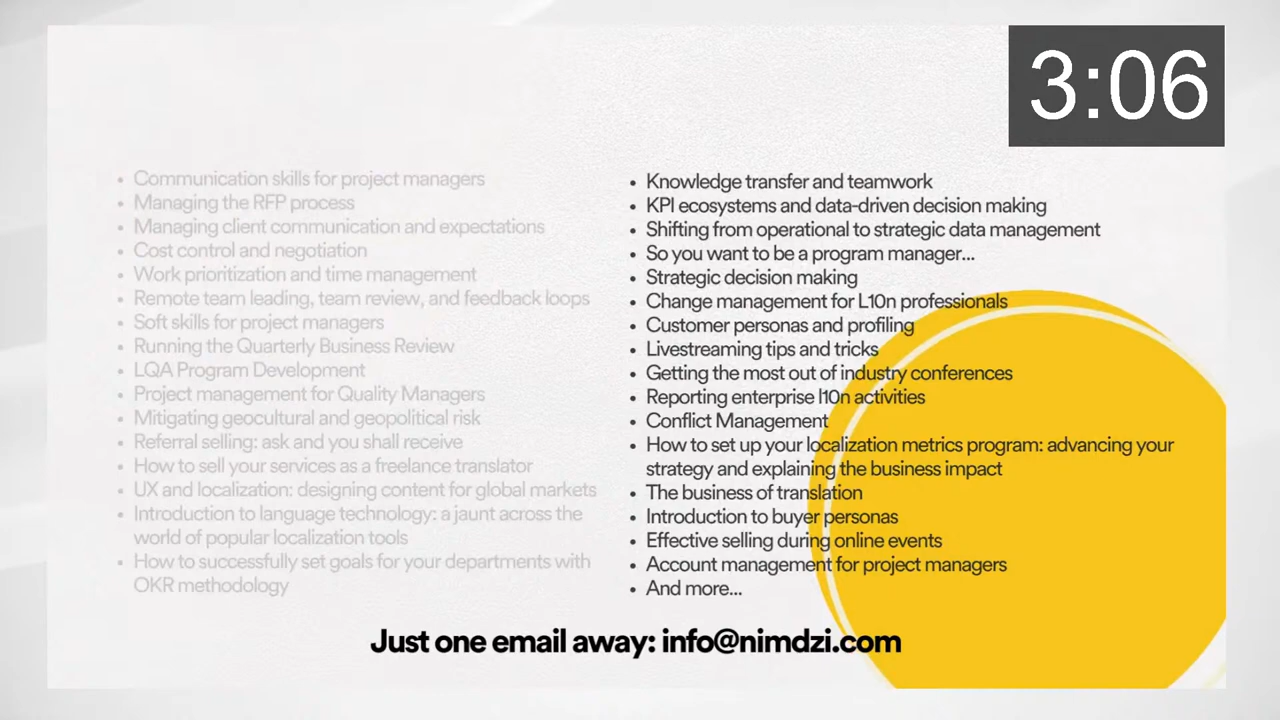 3:06
• Communication skills for project managers
• Managing the RFP process
• Managing client communication and expectations
• Cost control and negotiation
• Work prioritization and time management
• Remote team leading, team review, and feedback loops
• Soft skills for project managers
• Running the Quarterly Business Review
• LQA Program Development
• Project management for Quality Managers
• Mitigating geocultural and geopolitical risk
• Referral selling: ask and you shall receive
• How to sell your services as a freelance translator
• UX and localization: designing content for global markets
• Introduction to language technology: a jaunt across the
world of popular localization tools
• How to successfully set goals for your departments with
OKR methodology
• Knowledge transfer and teamwork
• KPI ecosystems and data-driven decision making
• Shifting from operational to strategic data management
• So you want to be a program manager...
• Strategic decision making
• Change management for L10n professionals
• Customer personas and profiling
• Livestreaming tips and tricks
• Getting the most out of industry conferences
• Reporting enterprise l10n activities
• Conflict Management
• How to set up your localization metrics program: advancing your
strategy and explaining the business impact
• The business of translation
• Introduction to buyer personas
• Effective selling during online events
• Account management for project managers
• And more...
Just one email away: info@nimdzi.com